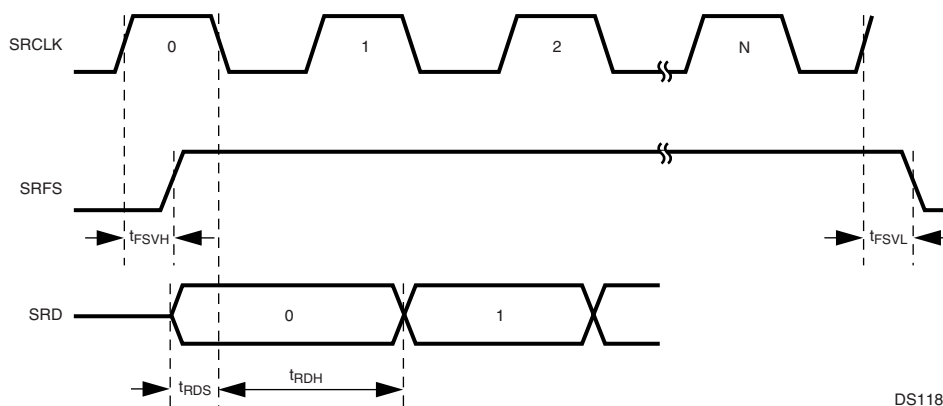 SRCLK 0 1 2 N
SRFS
tFSVH tFSVL
SRD 0 1
tRDS tRDH
DS118